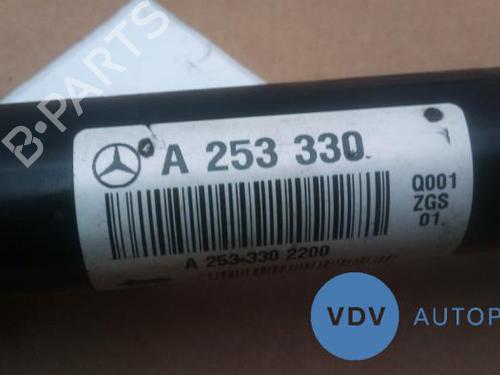 B·PARTS
A 253 330
Q001
ZGS
01.
A 253 330 2200
VDV AUTOP